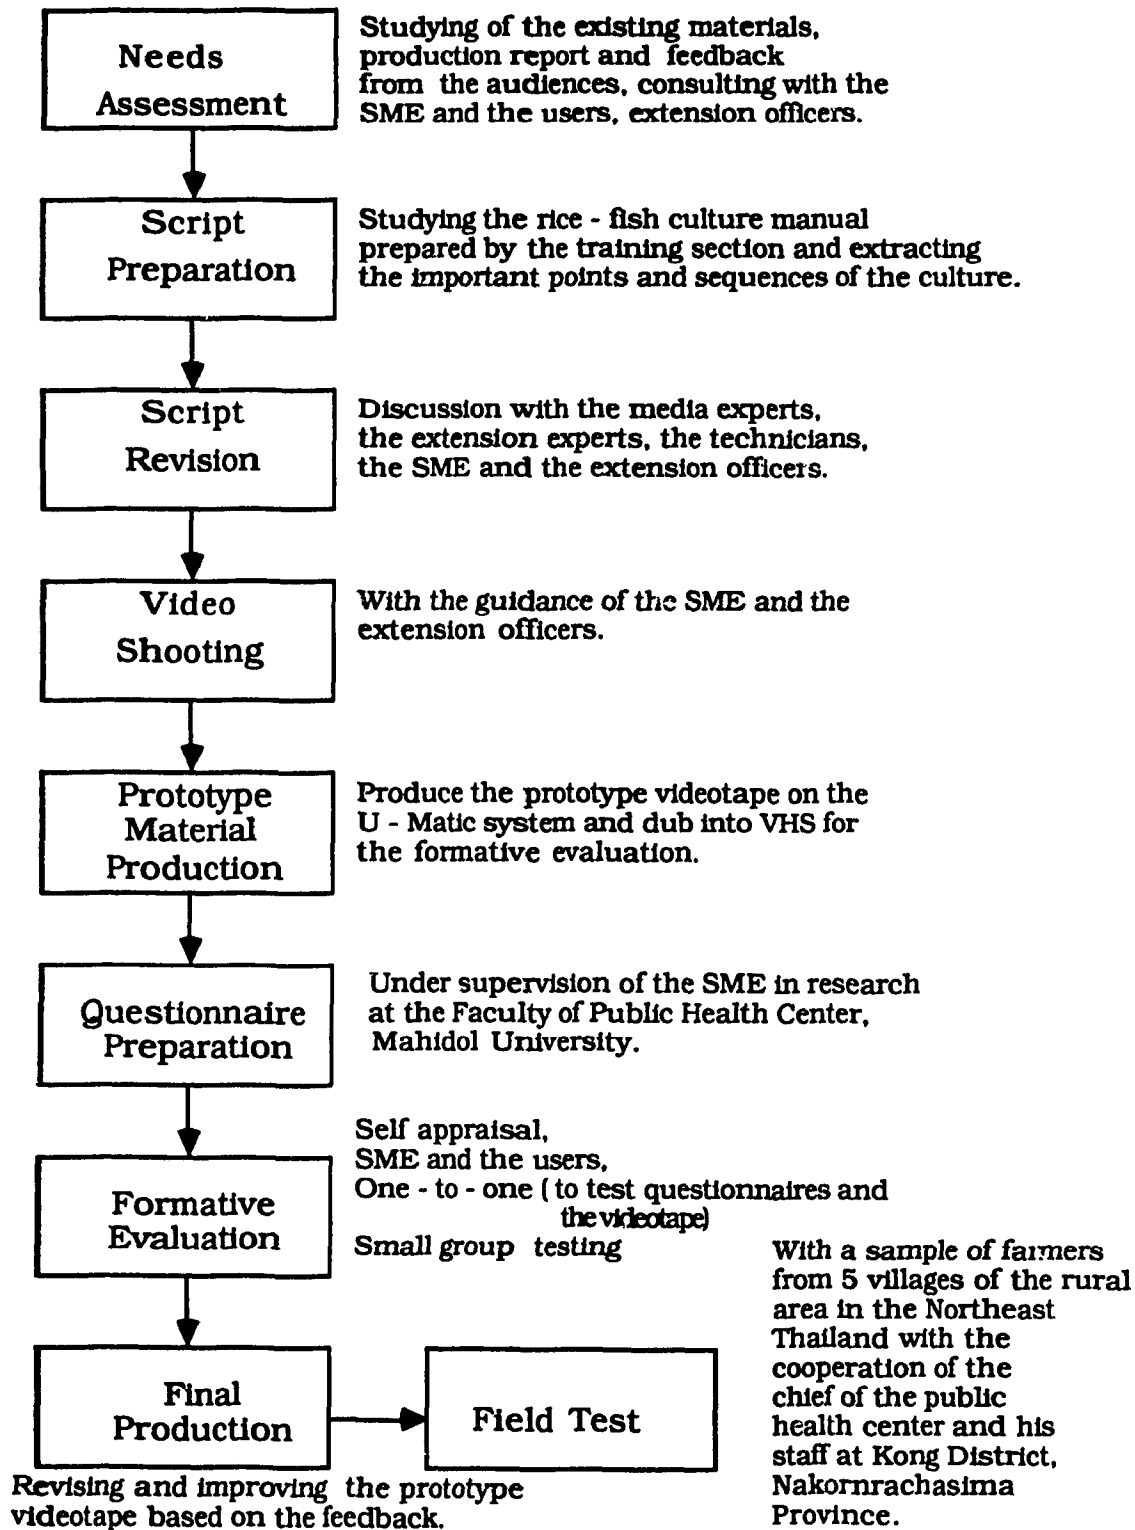 Needs
Assessment
Studying of the existing materials,
production report and feedback
from the audiences, consulting with the
SME and the users, extension officers.
Script
Preparation
Studying the rice - fish culture manual
prepared by the training section and extracting
the important points and sequences of the culture.
Script
Revision
Discussion with the media experts,
the extension experts, the technicians,
the SME and the extension officers.
Video
Shooting
With the guidance of the SME and the
extension officers.
Prototype
Material
Production
Produce the prototype videotape on the
U - Matic system and dub into VHS for
the formative evaluation.
Questionnaire
Preparation
Under supervision of the SME in research
at the Faculty of Public Health Center,
Mahidol University.
Formative
Evaluation
Self appraisal,
SME and the users,
One - to - one ( to test questionnaires and
the videotape)
Small group testing
Final
Production
Revising and improving the prototype
videotape based on the feedback.
Field Test
With a sample of farmers
from 5 villages of the rural
area in the Northeast
Thailand with the
cooperation of the
chief of the public
health center and his
staff at Kong District,
Nakornrachasima
Province.